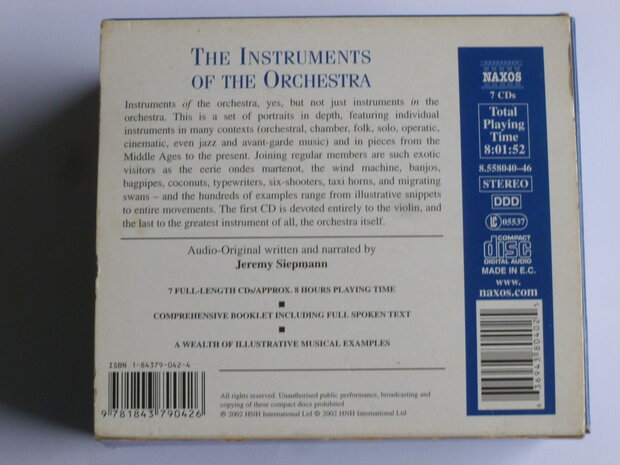 THE INSTRUMENTS
OF THE ORCHESTRA
Instruments of the orchestra, yes, but not just instruments in the
orchestra. This is a set of portraits in depth, featuring individual
instruments in many contexts (orchestral, chamber, folk, solo, operatic,
cinematic, even jazz and avant-garde music) and in pieces from the
Middle Ages to the present. Joining regular members are such exotic
visitors as the eerie ondes martenot, the wind machine, banjos,
bagpipes, coconuts, typewriters, six-shooters, taxi horns, and migrating
swans – and the hundreds of examples range from illustrative snippets
to entire movements. The first CD is devoted entirely to the violin, and
the last to the greatest instrument of all, the orchestra itself.
Audio-Original written and narrated by
Jeremy Siepmann
7 FULL-LENGTH CDs/APPROX. 8 HOURS PLAYING TIME
COMPREHENSIVE BOOKLET INCLUDING FULL SPOKEN TEXT
A WEALTH OF ILLUSTRATIVE MUSICAL EXAMPLES
ISBN 1-84379-042-4
9 781843 790426
All rights reserved. Unauthorised public performance, broadcasting and
copying of these compact discs prohibited
℗ 2002 HNH International Ltd © 2002 HNH International Ltd
NAXOS
7 CDs
Total
Playing
Time
8:01:52
8.558040-46
STEREO
DDD
LC 05537
COMPACT
disc
DIGITAL AUDIO
MADE IN E.C.
www.
naxos.com
6 36943 80402 5